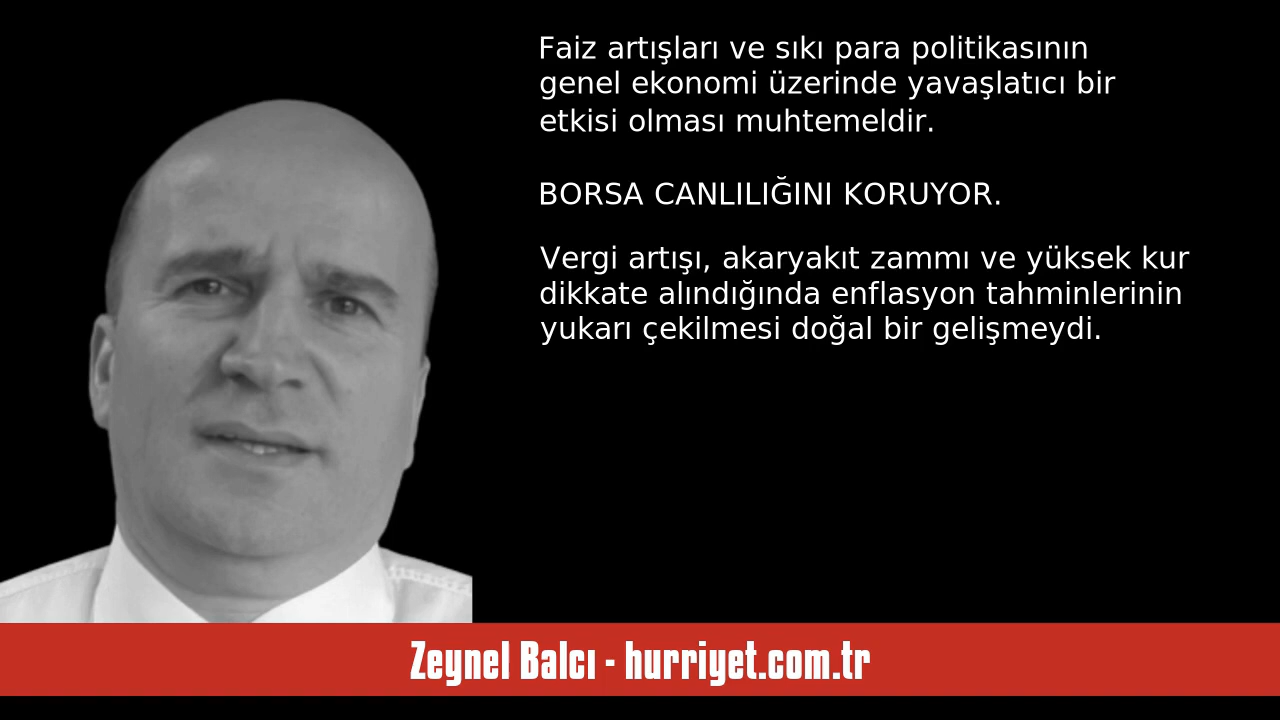 Faiz artışları ve sıkı para politikasının
genel ekonomi üzerinde yavaşlatıcı bir
etkisi olması muhtemeldir.
BORSA CANLILIĞINI KORUYOR.
Vergi artışı, akaryakıt zammı ve yüksek kur
dikkate alındığında enflasyon tahminlerinin
yukarı çekilmesi doğal bir gelişmeydi.
Zeynel Balcı - hurriyet.com.tr